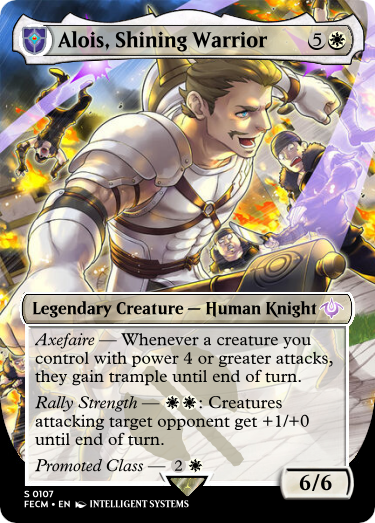 Alois, Shining Warrior 5
Legendary Creature — Human Knight
Axefaire — Whenever a creature you
control with power 4 or greater attacks,
they gain trample until end of turn.
Rally Strength — : Creatures
attacking target opponent get +1/+0
until end of turn.
Promoted Class — 2
6/6
S 0107
FECM • EN INTELLIGENT SYSTEMS